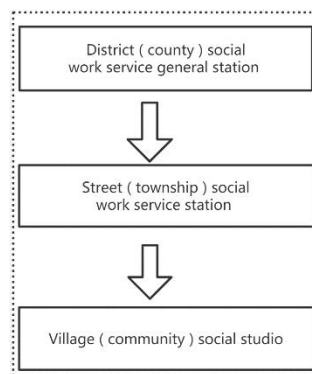 District ( county ) social
work service general station
Street ( township ) social
work service station
Village ( community ) social studio